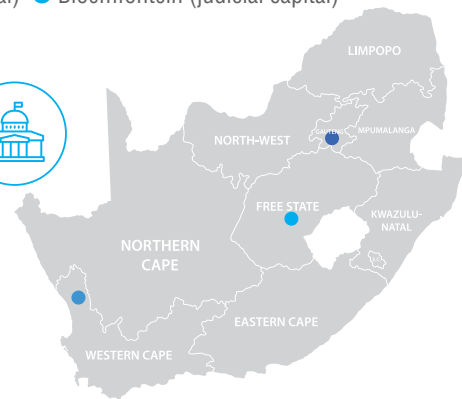 al) Bloemfontein (judicial capital)
LIMPOPO
NORTH-WEST
GAUTENG
MPUMALANGA
FREE STATE
KWAZULU-
NATAL
NORTHERN
CAPE
EASTERN CAPE
WESTERN CAPE